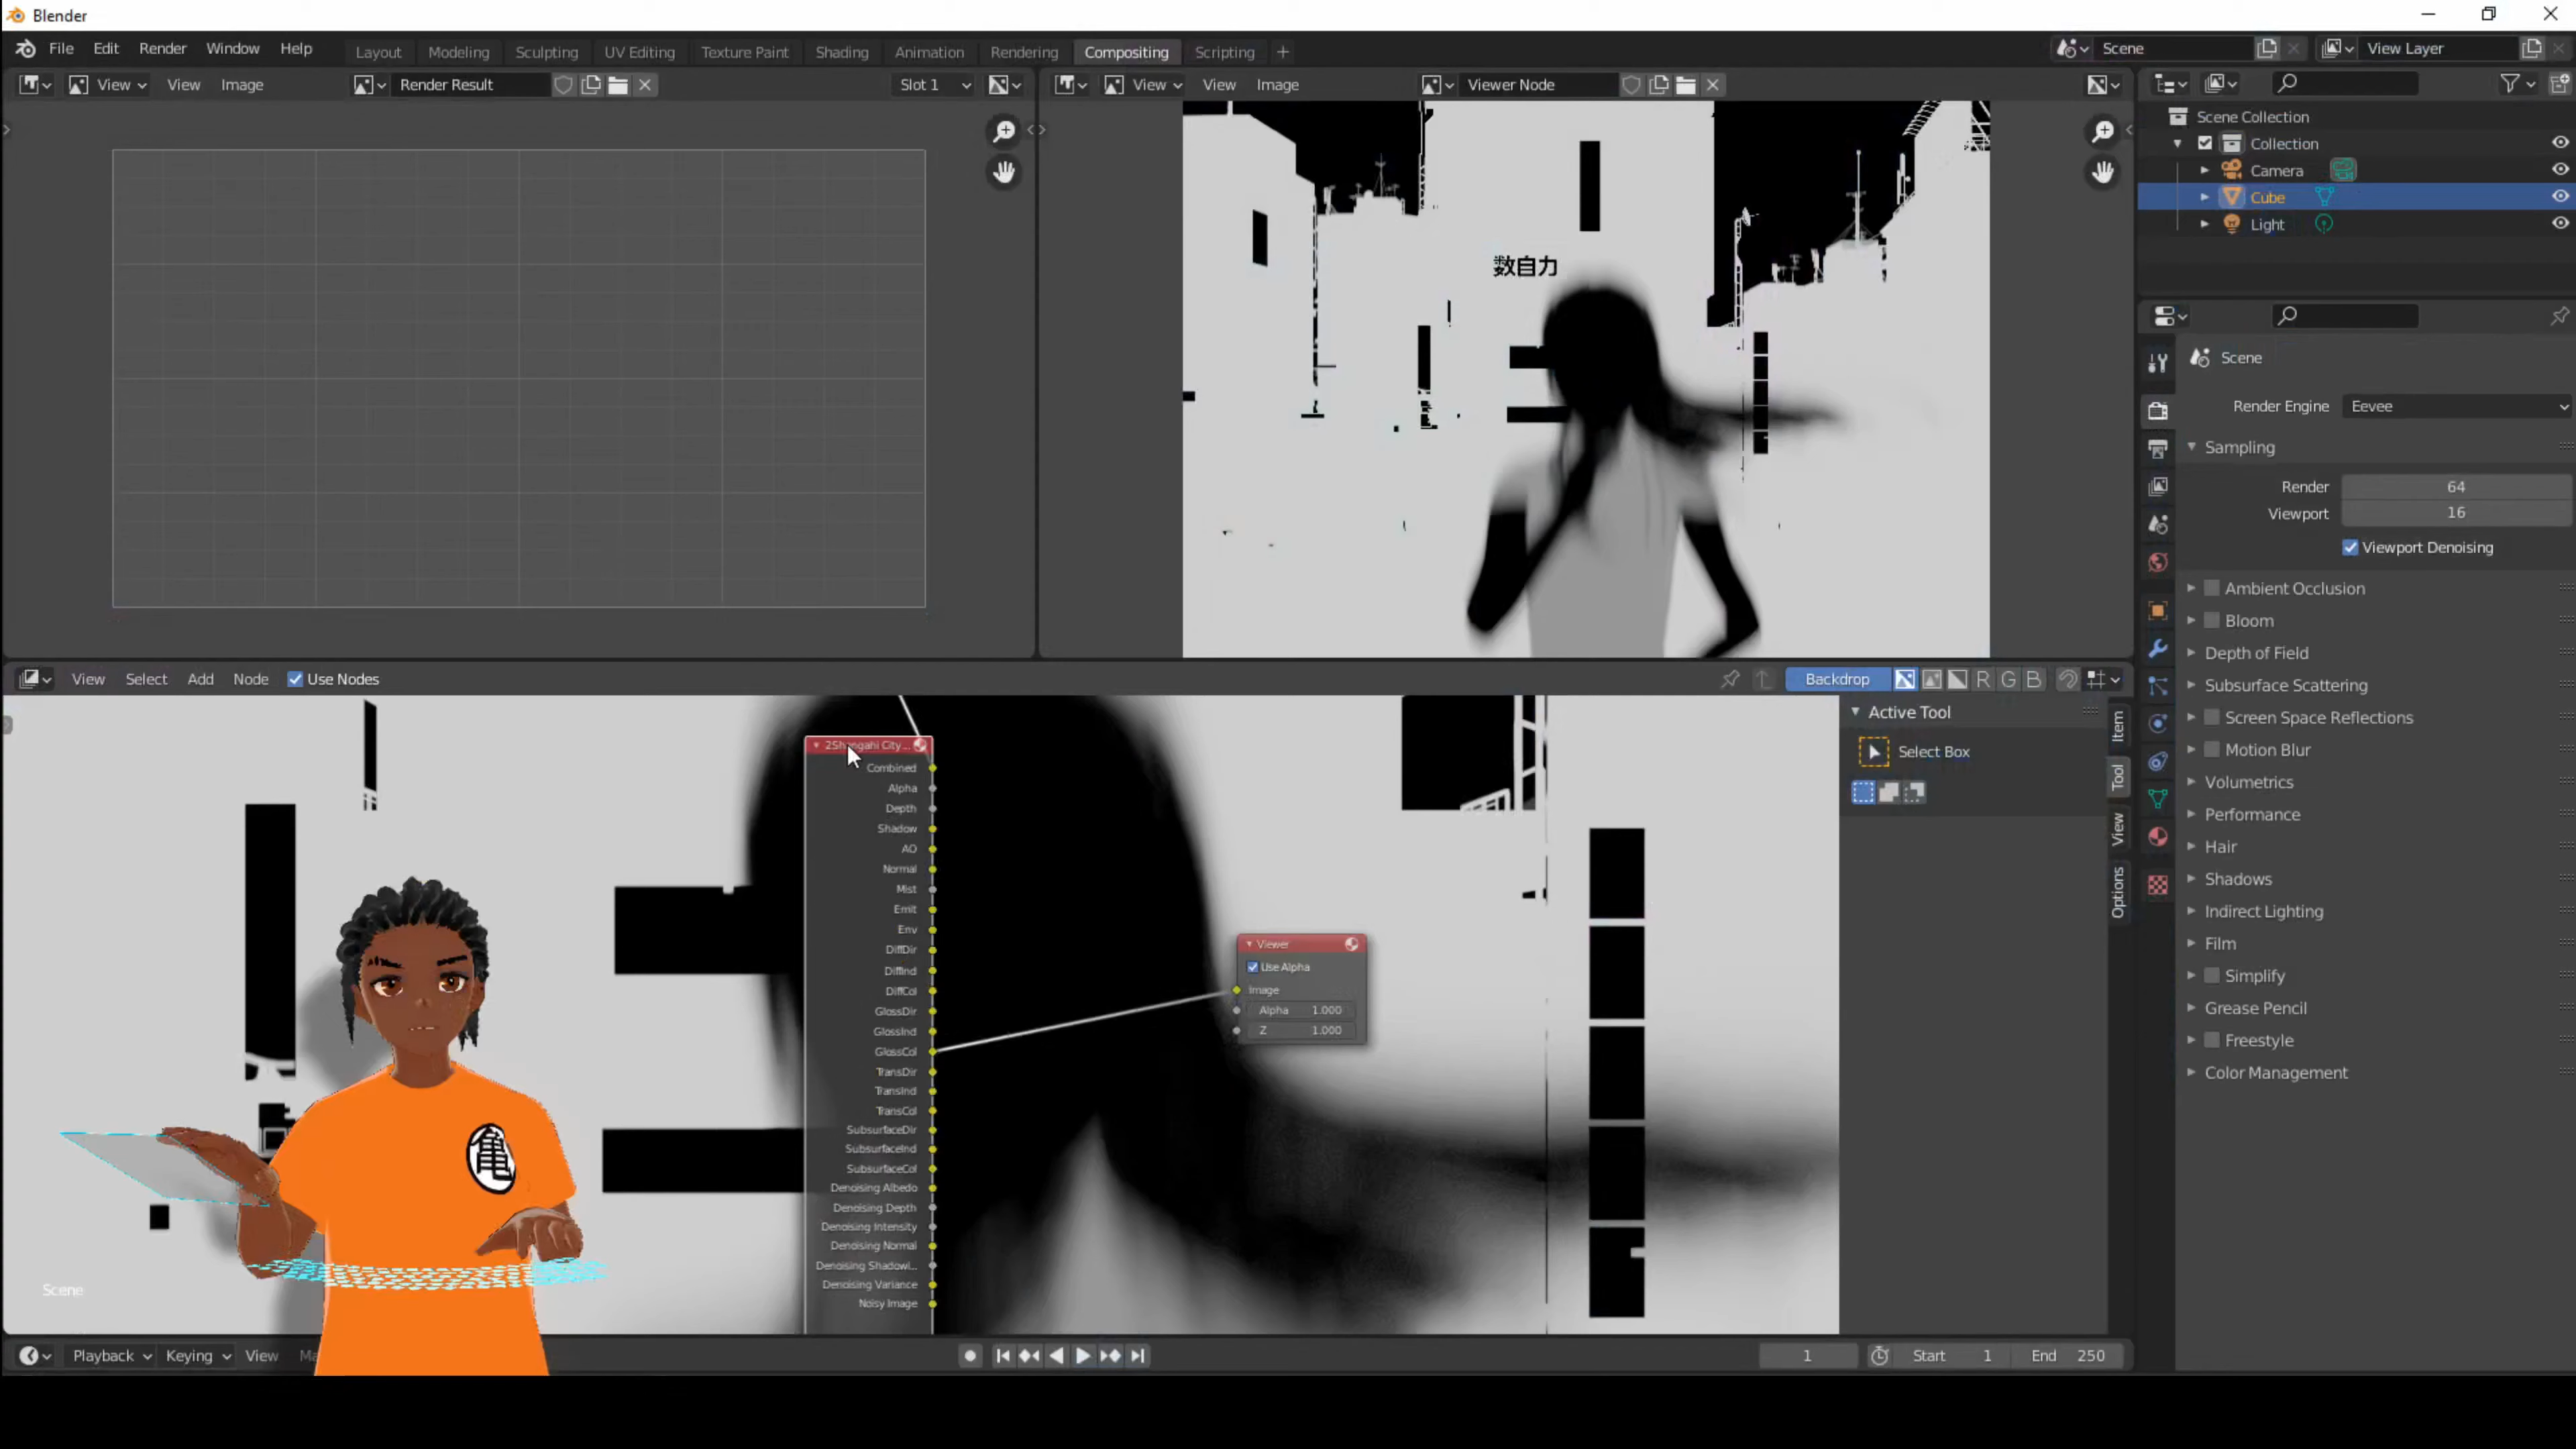 Blender
File Edit Render Window Help
Layout Modeling Sculpting UV Editing Texture Paint Shading Animation Rendering Compositing Scripting +
Scene
View Layer
View View Image Render Result Slot 1
View View Image Viewer Node
数自力
Scene Collection
Collection
Camera
Cube
Light
Scene
Render Engine Eevee
Sampling
Render 64
Viewport 16
Viewport Denoising
Ambient Occlusion
Bloom
Depth of Field
Subsurface Scattering
Screen Space Reflections
Motion Blur
Volumetrics
Performance
Hair
Shadows
Indirect Lighting
Film
Simplify
Grease Pencil
Freestyle
Color Management
View Select Add Node Use Nodes
Backdrop R G B
Active Tool
Select Box
Item
Tool
View
Options
2Shangahi City...
Combined
Alpha
Depth
Shadow
AO
Normal
Mist
Emit
Env
DiffDir
DiffInd
DiffCol
GlossDir
GlossInd
GlossCol
TransDir
TransInd
TransCol
SubsurfaceDir
SubsurfaceInd
SubsurfaceCol
Denoising Albedo
Denoising Depth
Denoising Intensity
Denoising Normal
Denoising Shadowi...
Denoising Variance
Noisy Image
Viewer
Use Alpha
Image
Alpha 1.000
Z 1.000
亀
Scene
Playback Keying View Ma
1 Start 1 End 250